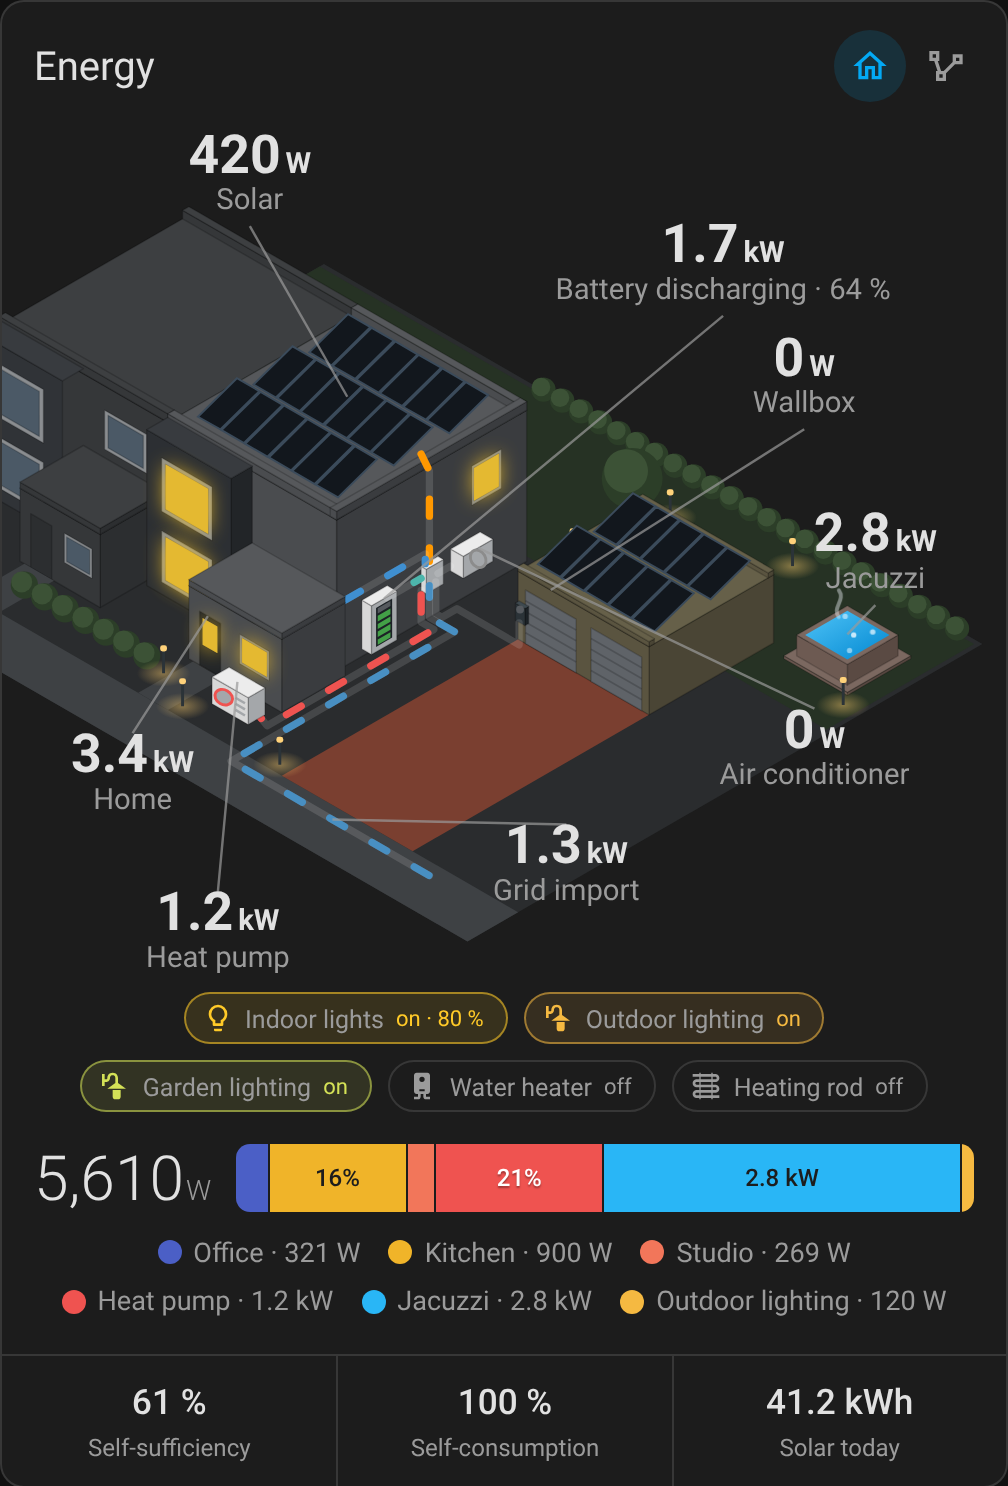 Energy
420 W
Solar
1.7 kW
Battery discharging · 64 %
0 W
Wallbox
2.8 kW
Jacuzzi
0 W
Air conditioner
3.4 kW
Home
1.3 kW
Grid import
1.2 kW
Heat pump
Indoor lights on · 80 %
Outdoor lighting on
Garden lighting on
Water heater off
Heating rod off
5,610 W
16%
21%
2.8 kW
Office · 321 W
Kitchen · 900 W
Studio · 269 W
Heat pump · 1.2 kW
Jacuzzi · 2.8 kW
Outdoor lighting · 120 W
61 %
Self-sufficiency
100 %
Self-consumption
41.2 kWh
Solar today